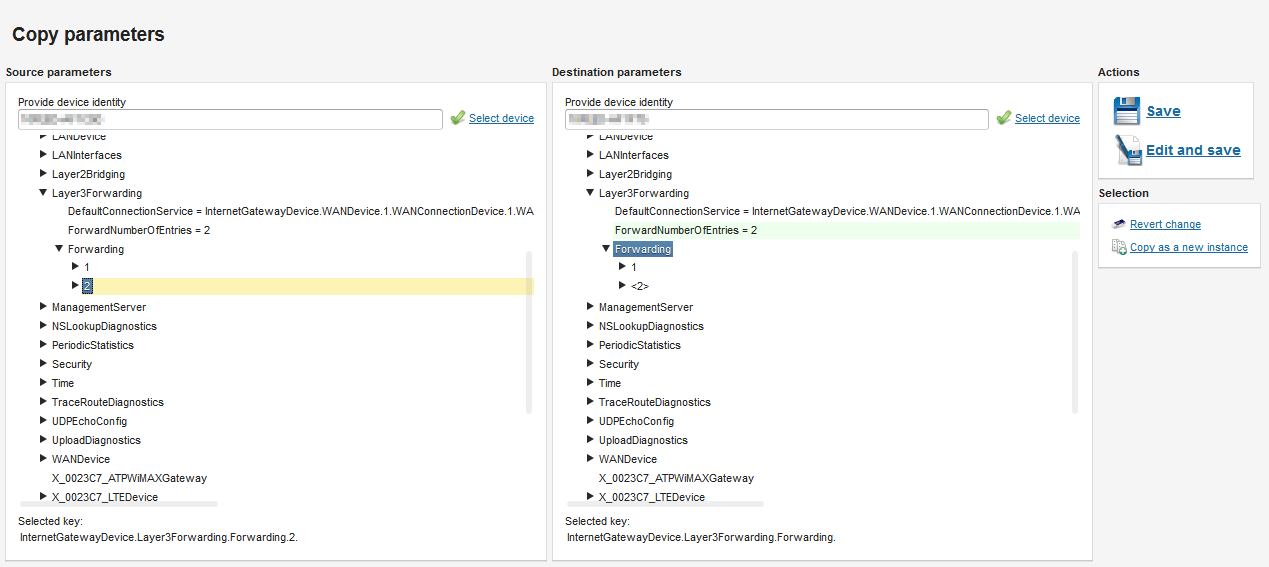 Copy parameters
Source parameters
Provide device identity
Select device
LANDevice
LANInterfaces
Layer2Bridging
Layer3Forwarding
DefaultConnectionService = InternetGatewayDevice.WANDevice.1.WANConnectionDevice.1.WA
ForwardNumberOfEntries = 2
Forwarding
1
2
ManagementServer
NSLookupDiagnostics
PeriodicStatistics
Security
Time
TraceRouteDiagnostics
UDPEchoConfig
UploadDiagnostics
WANDevice
X_0023C7_ATPWiMAXGateway
X_0023C7_LTEDevice
Selected key:
InternetGatewayDevice.Layer3Forwarding.Forwarding.2.
Destination parameters
Provide device identity
Select device
LANDevice
LANInterfaces
Layer2Bridging
Layer3Forwarding
DefaultConnectionService = InternetGatewayDevice.WANDevice.1.WANConnectionDevice.1.WA
ForwardNumberOfEntries = 2
Forwarding
1
<2>
ManagementServer
NSLookupDiagnostics
PeriodicStatistics
Security
Time
TraceRouteDiagnostics
UDPEchoConfig
UploadDiagnostics
WANDevice
X_0023C7_ATPWiMAXGateway
X_0023C7_LTEDevice
Selected key:
InternetGatewayDevice.Layer3Forwarding.Forwarding.
Actions
Save
Edit and save
Selection
Revert change
Copy as a new instance